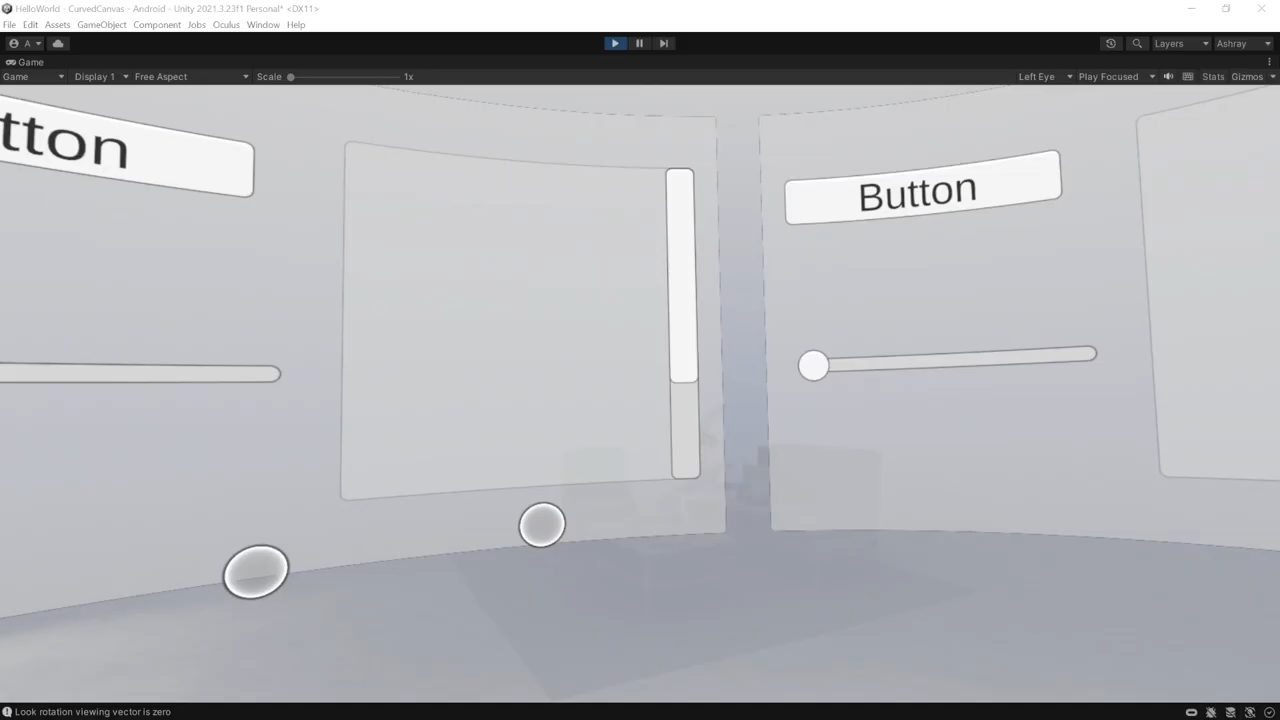 HelloWorld - CurvedCanvas - Android - Unity 2021.3.23f1 Personal* <DX11>
File Edit Assets GameObject Component Jobs Oculus Window Help
A Layers Ashray
Game
Game Display 1 Free Aspect Scale 1x Left Eye Play Focused Stats Gizmos
tton
Button
Look rotation viewing vector is zero